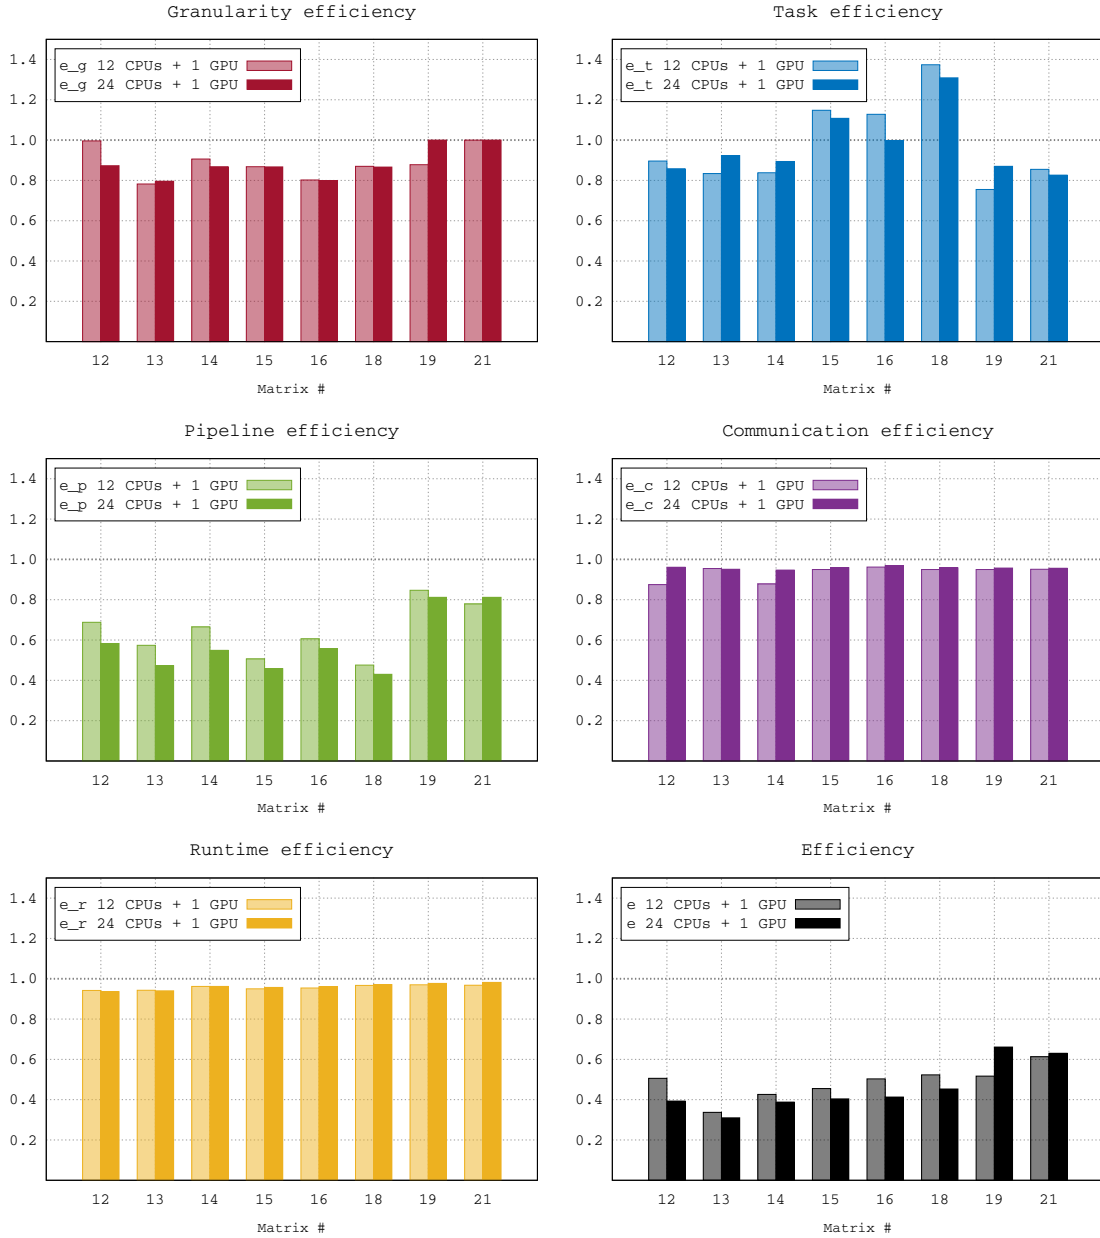 Granularity efficiency
e_g 12 CPUs + 1 GPU
e_g 24 CPUs + 1 GPU
1.4
1.2
1.0
0.8
0.6
0.4
0.2
12 13 14 15 16 18 19 21
Matrix #
Task efficiency
e_t 12 CPUs + 1 GPU
e_t 24 CPUs + 1 GPU
1.4
1.2
1.0
0.8
0.6
0.4
0.2
12 13 14 15 16 18 19 21
Matrix #
Pipeline efficiency
e_p 12 CPUs + 1 GPU
e_p 24 CPUs + 1 GPU
1.4
1.2
1.0
0.8
0.6
0.4
0.2
12 13 14 15 16 18 19 21
Matrix #
Communication efficiency
e_c 12 CPUs + 1 GPU
e_c 24 CPUs + 1 GPU
1.4
1.2
1.0
0.8
0.6
0.4
0.2
12 13 14 15 16 18 19 21
Matrix #
Runtime efficiency
e_r 12 CPUs + 1 GPU
e_r 24 CPUs + 1 GPU
1.4
1.2
1.0
0.8
0.6
0.4
0.2
12 13 14 15 16 18 19 21
Matrix #
Efficiency
e 12 CPUs + 1 GPU
e 24 CPUs + 1 GPU
1.4
1.2
1.0
0.8
0.6
0.4
0.2
12 13 14 15 16 18 19 21
Matrix #